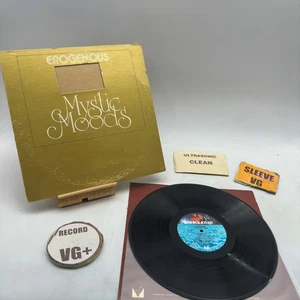 EROGENOUS
Mystic
Moods
ULTRASONIC
CLEAN
SLEEVE
VG
RECORD
VG+